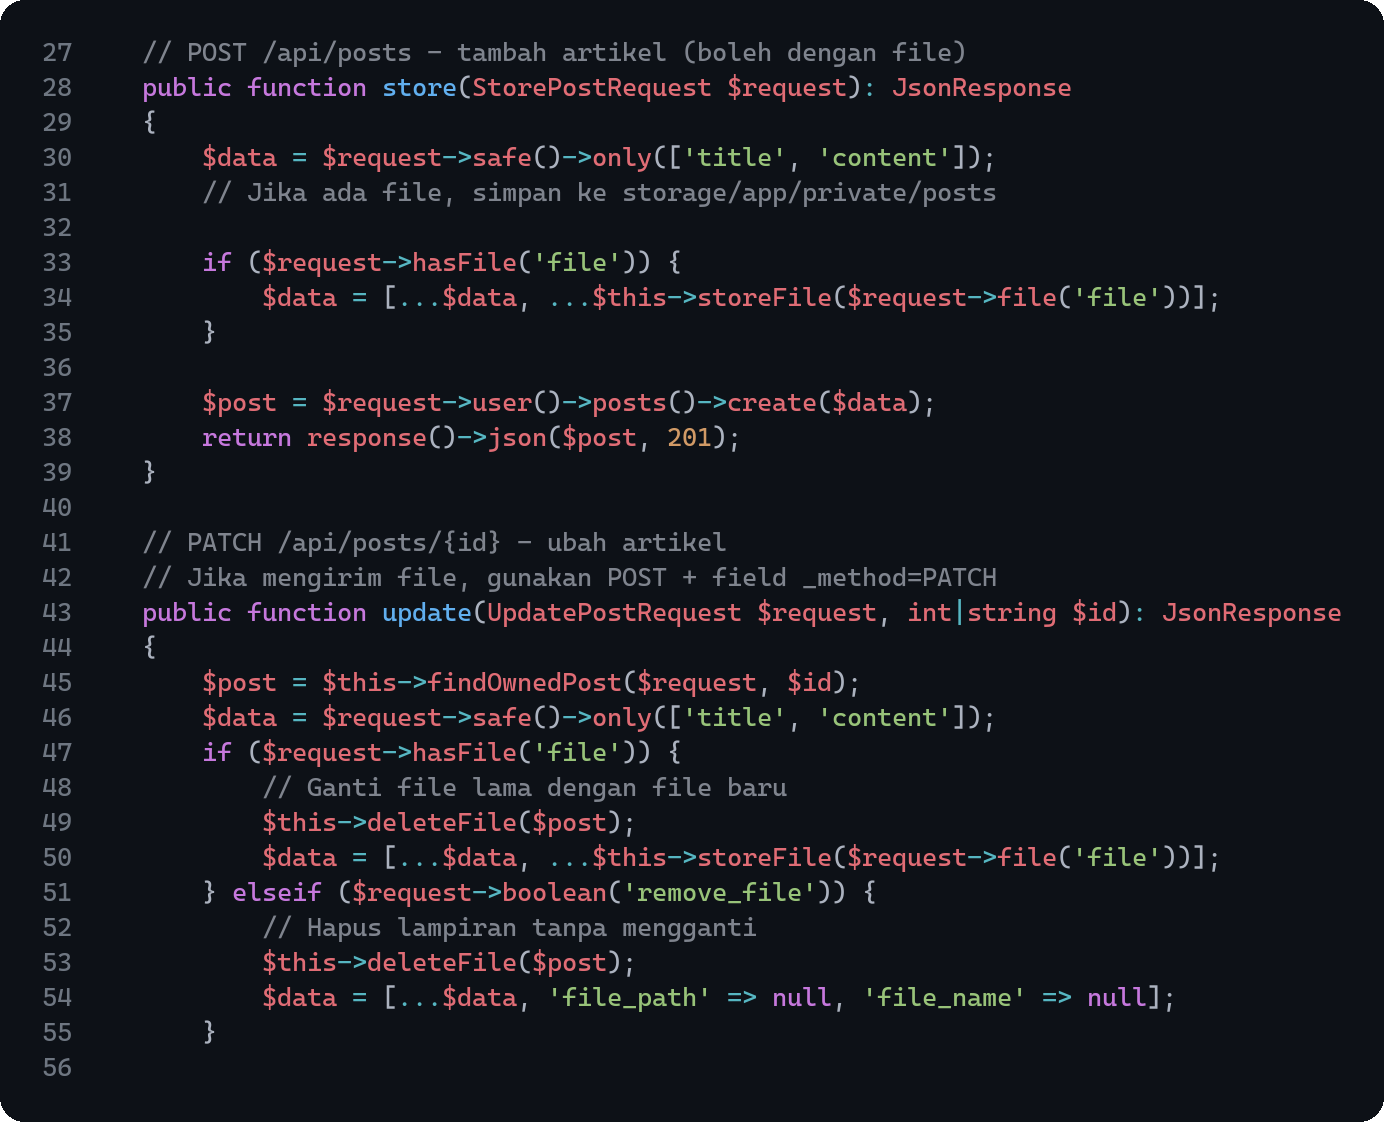 27    // POST /api/posts – tambah artikel (boleh dengan file)
28    public function store(StorePostRequest $request): JsonResponse
29    {
30        $data = $request->safe()->only(['title', 'content']);
31        // Jika ada file, simpan ke storage/app/private/posts
32
33        if ($request->hasFile('file')) {
34            $data = [...$data, ...$this->storeFile($request->file('file'))];
35        }
36
37        $post = $request->user()->posts()->create($data);
38        return response()->json($post, 201);
39    }
40
41    // PATCH /api/posts/{id} – ubah artikel
42    // Jika mengirim file, gunakan POST + field _method=PATCH
43    public function update(UpdatePostRequest $request, int|string $id): JsonResponse
44    {
45        $post = $this->findOwnedPost($request, $id);
46        $data = $request->safe()->only(['title', 'content']);
47        if ($request->hasFile('file')) {
48            // Ganti file lama dengan file baru
49            $this->deleteFile($post);
50            $data = [...$data, ...$this->storeFile($request->file('file'))];
51        } elseif ($request->boolean('remove_file')) {
52            // Hapus lampiran tanpa mengganti
53            $this->deleteFile($post);
54            $data = [...$data, 'file_path' => null, 'file_name' => null];
55        }
56